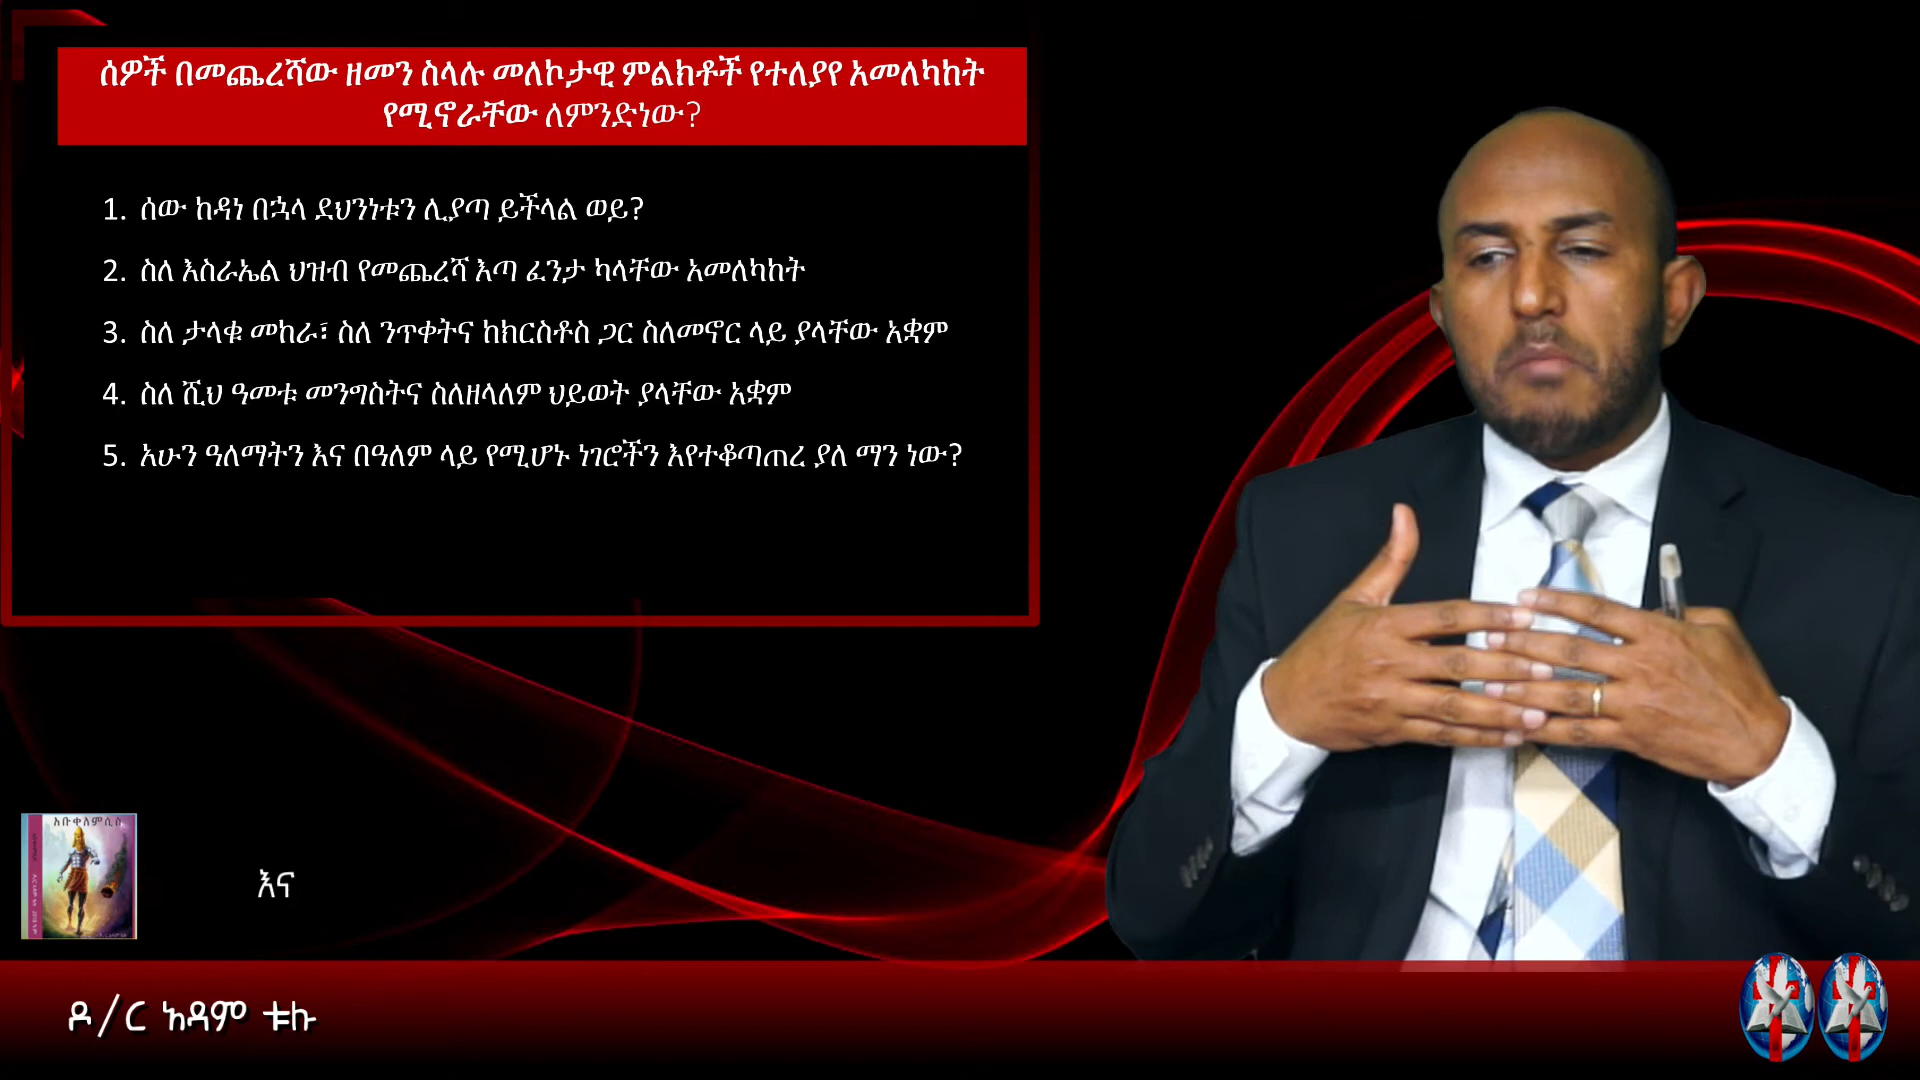 ሰዎች በመጨረሻው ዘመን ስላሉ መለኮታዊ ምልክቶች የተለያየ አመለካከት
የሚኖራቸው ለምንድነው?
1. ሰው ከዳነ በኋላ ደህንነቱን ሊያጣ ይችላል ወይ?
2. ስለ እስራኤል ህዝብ የመጨረሻ እጣ ፈንታ ካላቸው አመለካከት
3. ስለ ታላቁ መከራ፣ ስለ ንጥቀትና ከክርስቶስ ጋር ስለመኖር ላይ ያላቸው አቋም
4. ስለ ሺህ ዓመቱ መንግስትና ስለዘላለም ህይወት ያላቸው አቋም
5. አሁን ዓለማትን እና በዓለም ላይ የሚሆኑ ነገሮችን እየተቆጣጠረ ያለ ማን ነው?
አቡቀለምሲስ
እና
ዶ/ር አዳም ቱሉ